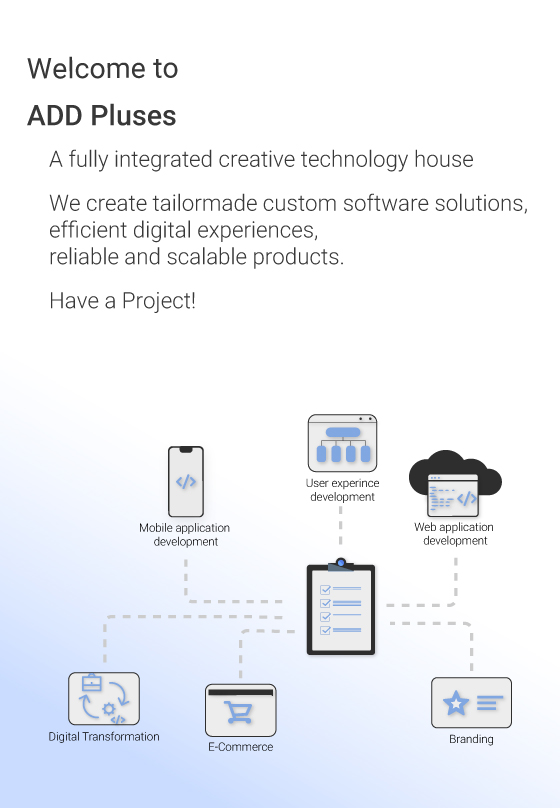 Welcome to
ADD Pluses
A fully integrated creative technology house
We create tailormade custom software solutions,
efficient digital experiences,
reliable and scalable products.
Have a Project!
User experince
development
Mobile application
development
Web application
development
Digital Transformation
E-Commerce
Branding